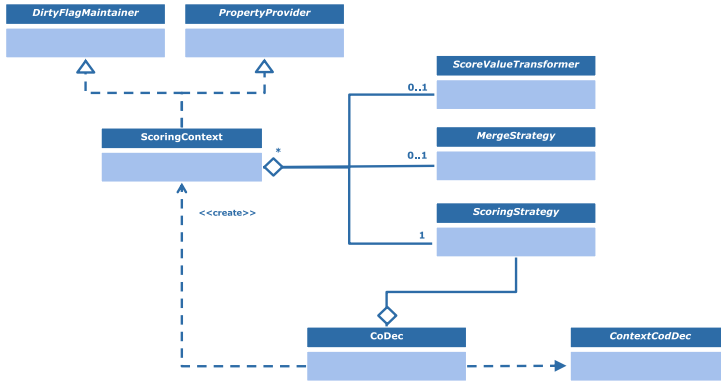 DirtyFlagMaintainer
PropertyProvider
ScoreValueTransformer
0..1
ScoringContext
MergeStrategy
*
0..1
<<create>>
ScoringStrategy
1
CoDec
ContextCodDec